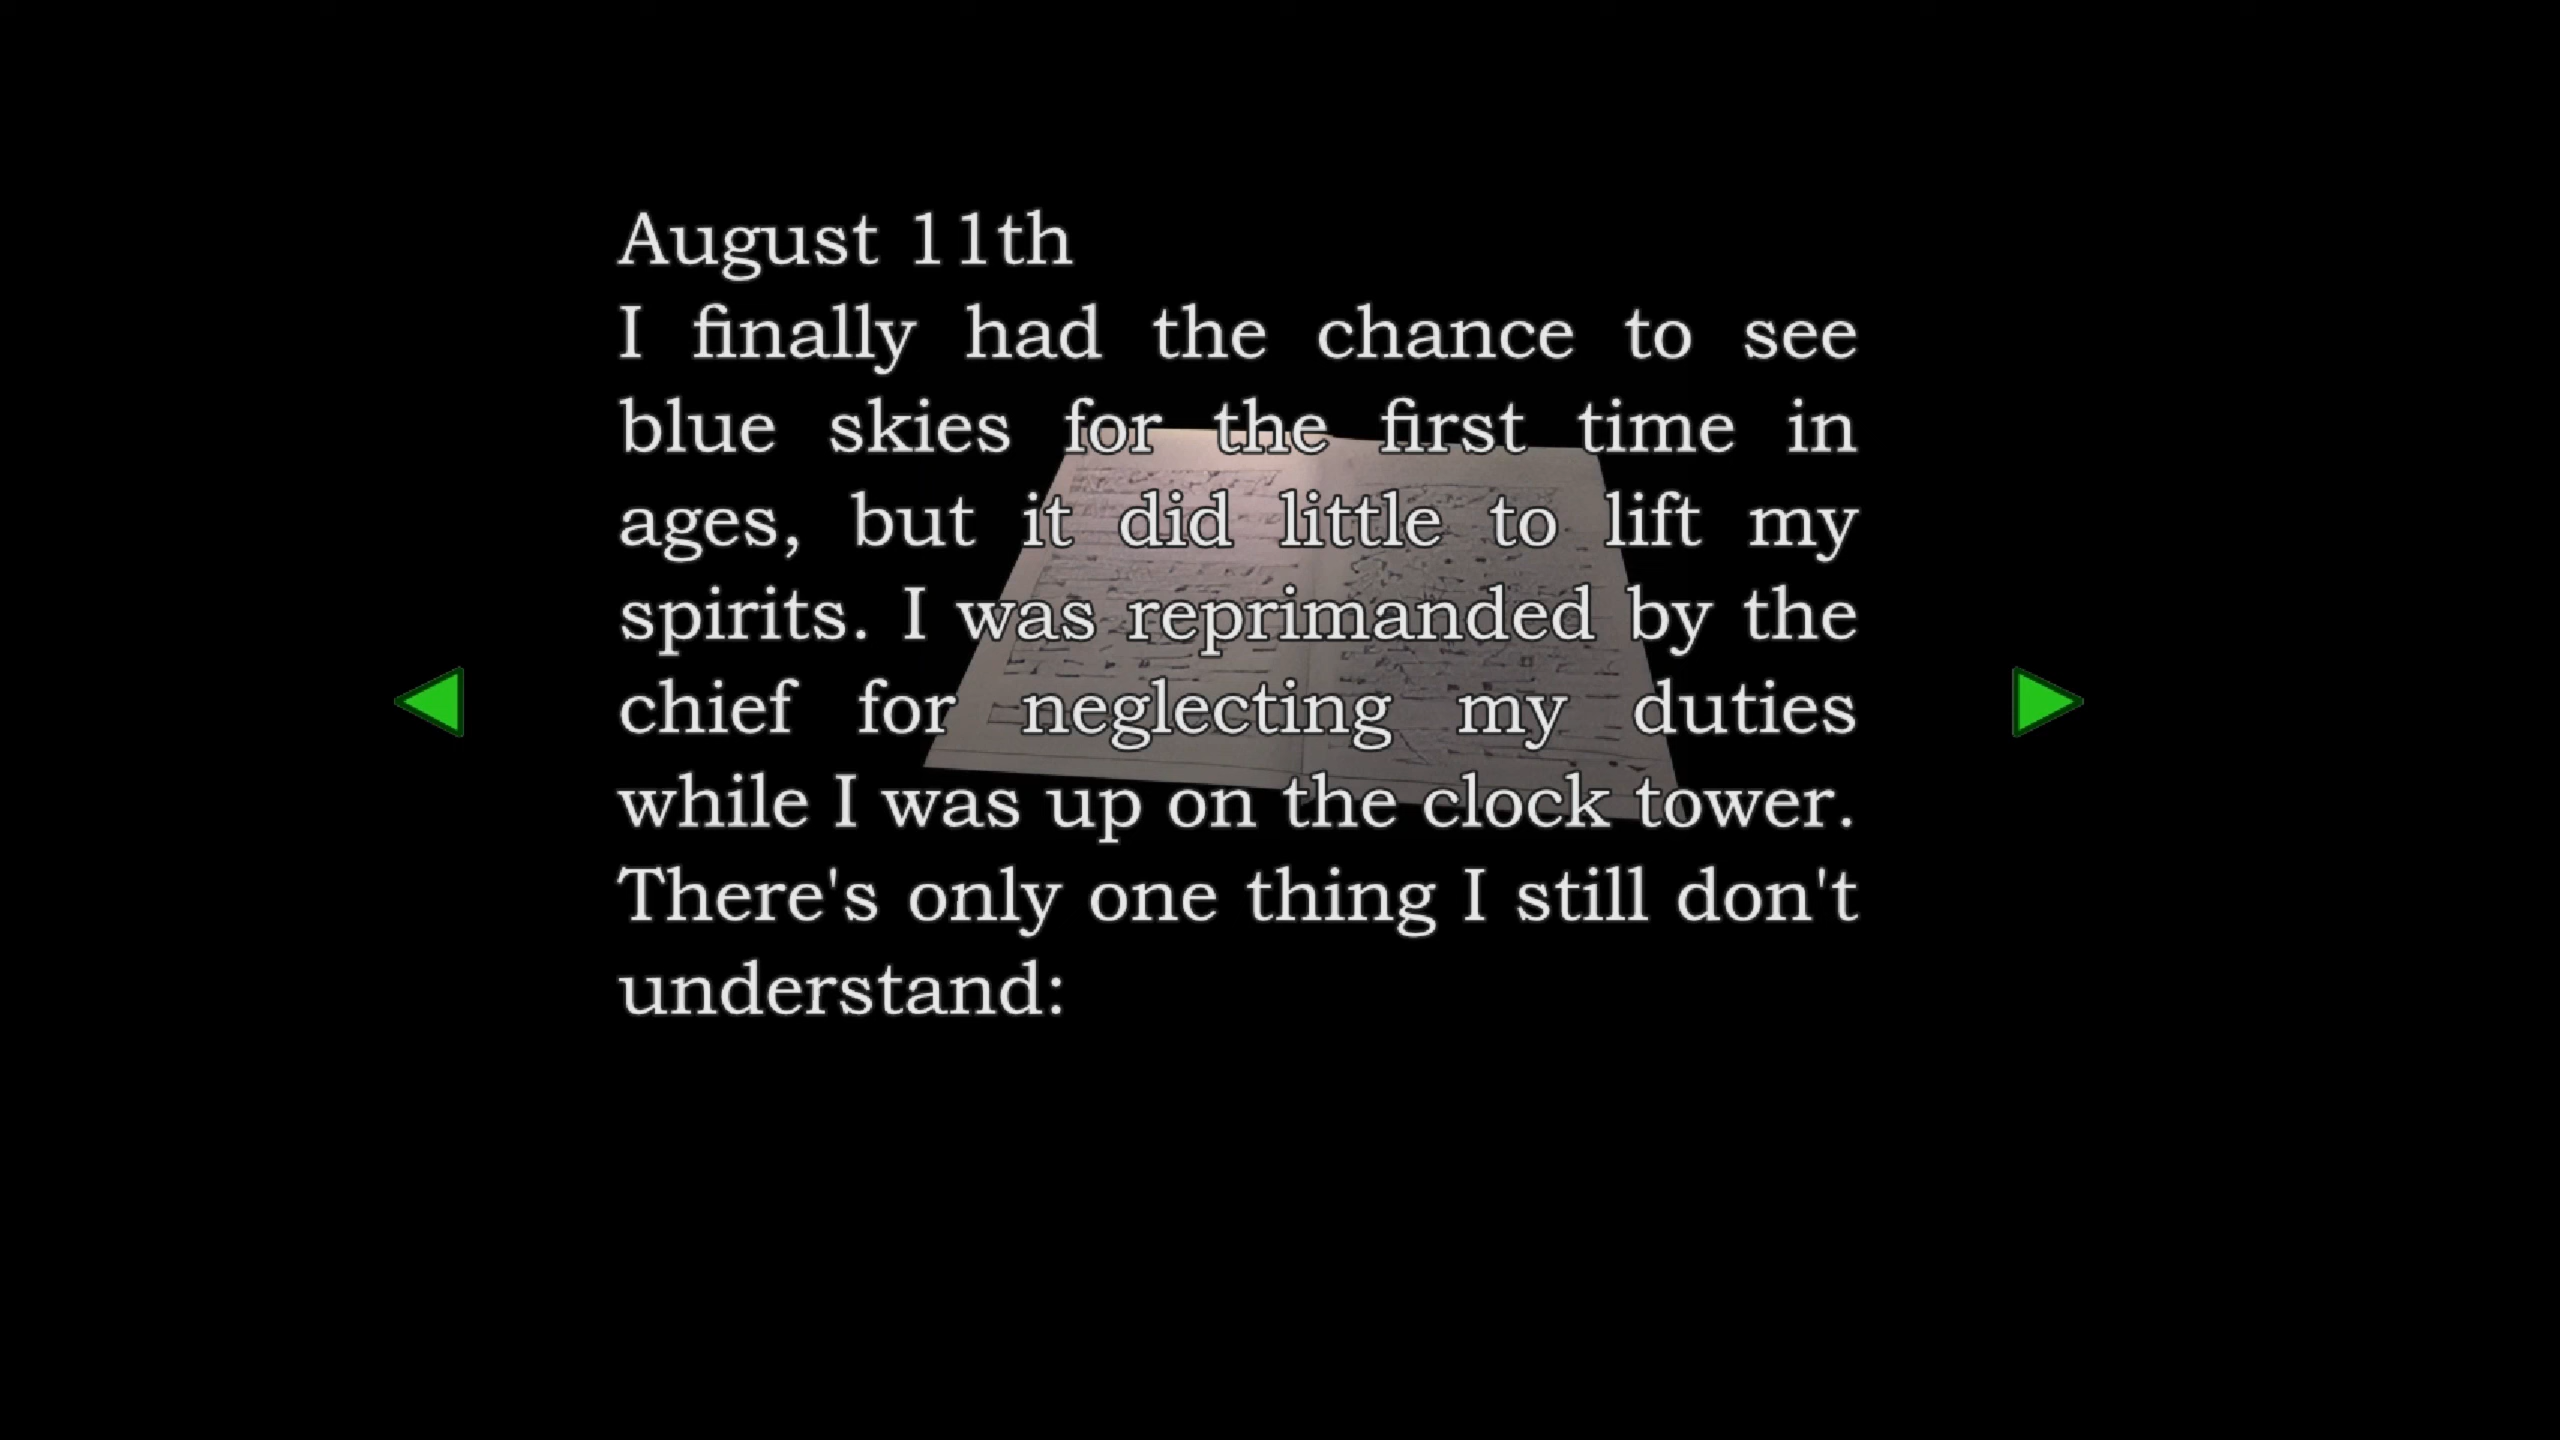 August 11th
I finally had the chance to see
blue skies for the first time in
ages, but it did little to lift my
spirits. I was reprimanded by the
chief for neglecting my duties
while I was up on the clock tower.
There's only one thing I still don't
understand: